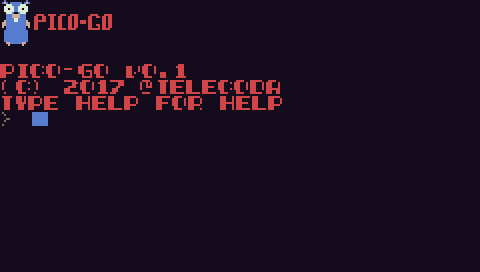 PICO-GO
PICO-GO V0.1
(C) 2017 @TELECODA
TYPE HELP FOR HELP
>